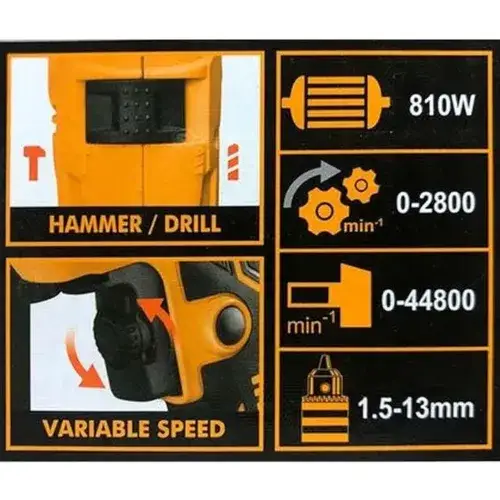 HAMMER / DRILL
VARIABLE SPEED
810W
0-2800
min-1
0-44800
min-1
1.5-13mm